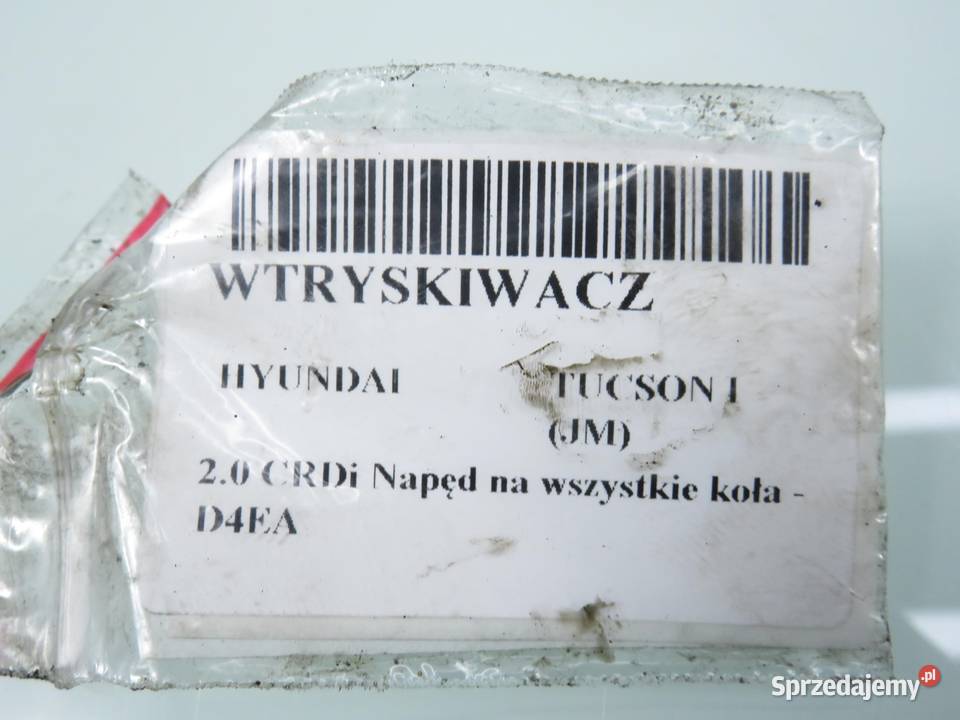 WTRYSKIWACZ
HYUNDAI TUCSON I
(JM)
2.0 CRDi Napęd na wszystkie koła -
D4EA
Sprzedajemy.pl